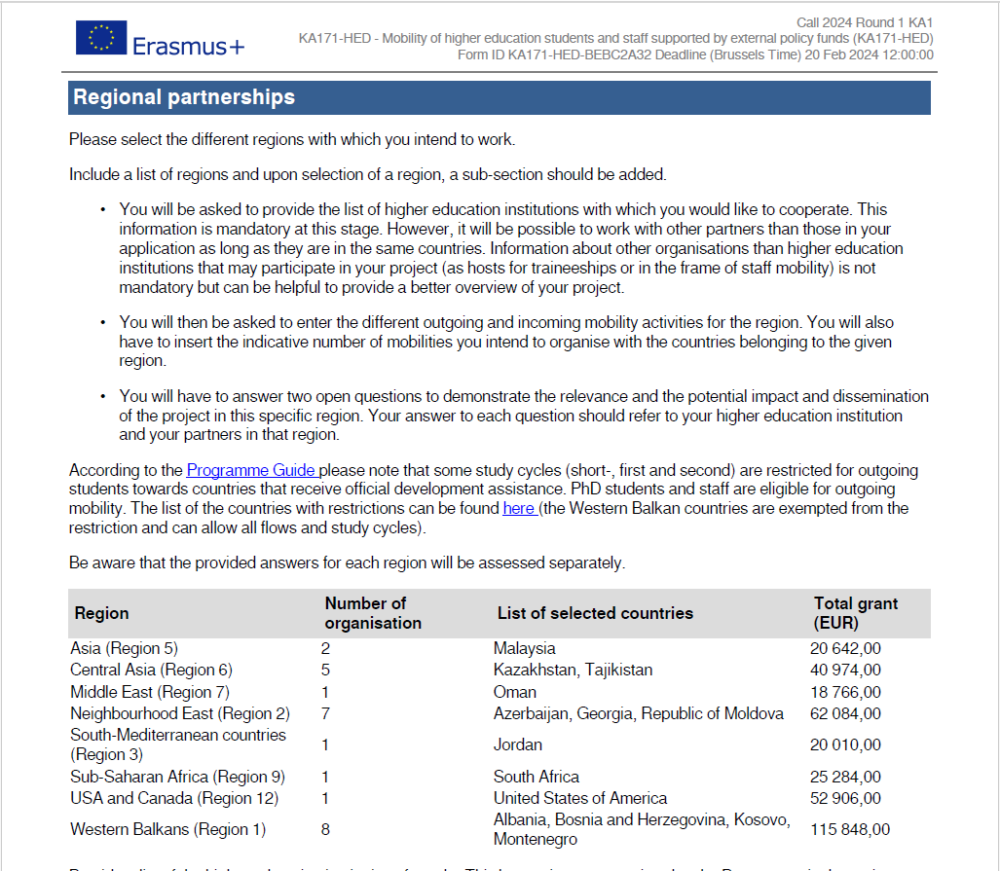 Erasmus+
Call 2024 Round 1 KA1
KA171-HED - Mobility of higher education students and staff supported by external policy funds (KA171-HED)
Form ID KA171-HED-BEBC2A32 Deadline (Brussels Time) 20 Feb 2024 12:00:00
Regional partnerships
Please select the different regions with which you intend to work.
Include a list of regions and upon selection of a region, a sub-section should be added.
• You will be asked to provide the list of higher education institutions with which you would like to cooperate. This
information is mandatory at this stage. However, it will be possible to work with other partners than those in your
application as long as they are in the same countries. Information about other organisations than higher education
institutions that may participate in your project (as hosts for traineeships or in the frame of staff mobility) is not
mandatory but can be helpful to provide a better overview of your project.
• You will then be asked to enter the different outgoing and incoming mobility activities for the region. You will also
have to insert the indicative number of mobilities you intend to organise with the countries belonging to the given
region.
• You will have to answer two open questions to demonstrate the relevance and the potential impact and dissemination
of the project in this specific region. Your answer to each question should refer to your higher education institution
and your partners in that region.
According to the Programme Guide please note that some study cycles (short-, first and second) are restricted for outgoing
students towards countries that receive official development assistance. PhD students and staff are eligible for outgoing
mobility. The list of the countries with restrictions can be found here (the Western Balkan countries are exempted from the
restriction and can allow all flows and study cycles).
Be aware that the provided answers for each region will be assessed separately.
Region Number of organisation List of selected countries Total grant (EUR)
Asia (Region 5) 2 Malaysia 20 642,00
Central Asia (Region 6) 5 Kazakhstan, Tajikistan 40 974,00
Middle East (Region 7) 1 Oman 18 766,00
Neighbourhood East (Region 2) 7 Azerbaijan, Georgia, Republic of Moldova 62 084,00
South-Mediterranean countries (Region 3) 1 Jordan 20 010,00
Sub-Saharan Africa (Region 9) 1 South Africa 25 284,00
USA and Canada (Region 12) 1 United States of America 52 906,00
Western Balkans (Region 1) 8 Albania, Bosnia and Herzegovina, Kosovo, Montenegro 115 848,00